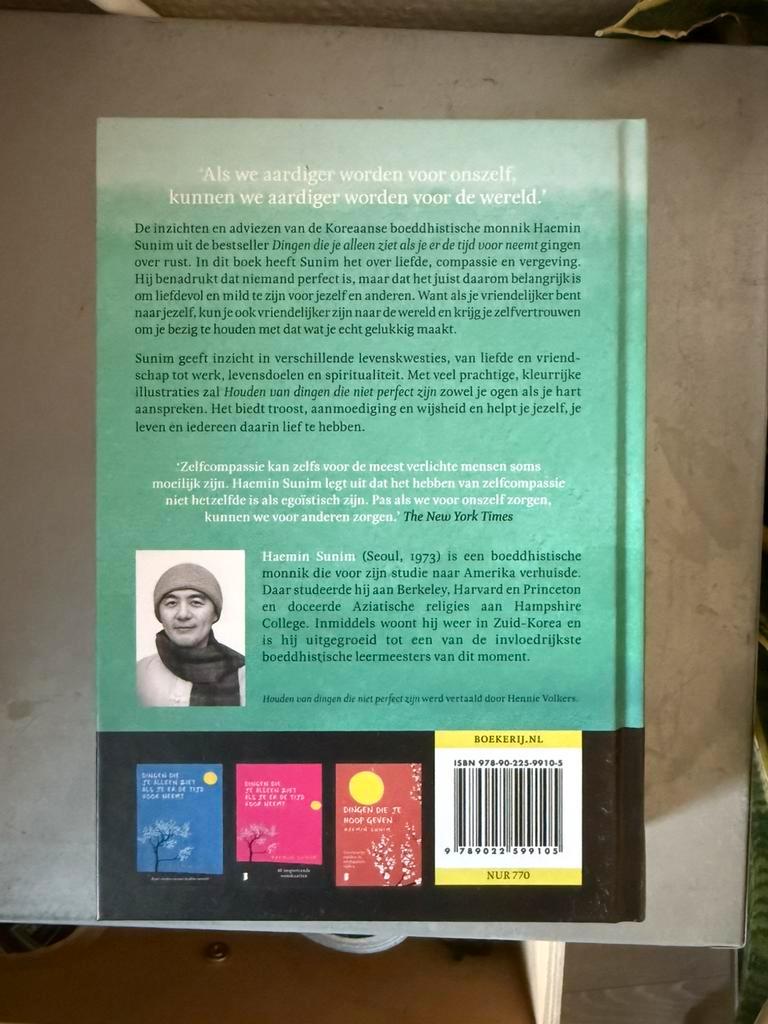 'Als we aardiger worden voor onszelf,
kunnen we aardiger worden voor de wereld.'
De inzichten en adviezen van de Koreaanse boeddhistische monnik Haemin
Sunim uit de bestseller Dingen die je alleen ziet als je er de tijd voor neemt gingen
over rust. In dit boek heeft Sunim het over liefde, compassie en vergeving.
Hij benadrukt dat niemand perfect is, maar dat het juist daarom belangrijk is
om liefdevol en mild te zijn voor jezelf en anderen. Want als je vriendelijker bent
naar jezelf, kun je ook vriendelijker zijn naar de wereld en krijg je zelfvertrouwen
om je bezig te houden met dat wat je echt gelukkig maakt.
Sunim geeft inzicht in verschillende levenskwesties, van liefde en vriend-
schap tot werk, levensdoelen en spiritualiteit. Met veel prachtige, kleurrijke
illustraties zal Houden van dingen die niet perfect zijn zowel je ogen als je hart
aanspreken. Het biedt troost, aanmoediging en wijsheid en helpt je jezelf, je
leven en iedereen daarin lief te hebben.
'Zelfcompassie kan zelfs voor de meest verlichte mensen soms
moeilijk zijn. Haemin Sunim legt uit dat het hebben van zelfcompassie
niet hetzelfde is als egoïstisch zijn. Pas als we voor onszelf zorgen,
kunnen we voor anderen zorgen.' The New York Times
Haemin Sunim (Seoul, 1973) is een boeddhistische
monnik die voor zijn studie naar Amerika verhuisde.
Daar studeerde hij aan Berkeley, Harvard en Princeton
en doceerde Aziatische religies aan Hampshire
College. Inmiddels woont hij weer in Zuid-Korea en
is hij uitgegroeid tot een van de invloedrijkste
boeddhistische leermeesters van dit moment.
Houden van dingen die niet perfect zijn werd vertaald door Hennie Volkers.
DINGEN DIE
JE ALLEEN ZIET
ALS JE ER DE TIJD
VOOR NEEMT
DINGEN DIE
JE ALLEEN ZIET
ALS JE ER DE TIJD
VOOR NEEMT
HAEMIN SUNIM
DINGEN DIE JE
HOOP GEVEN
HAEMIN SUNIM
BOEKERIJ.NL
ISBN 978-90-225-9910-5
9 789022 599105
NUR 770